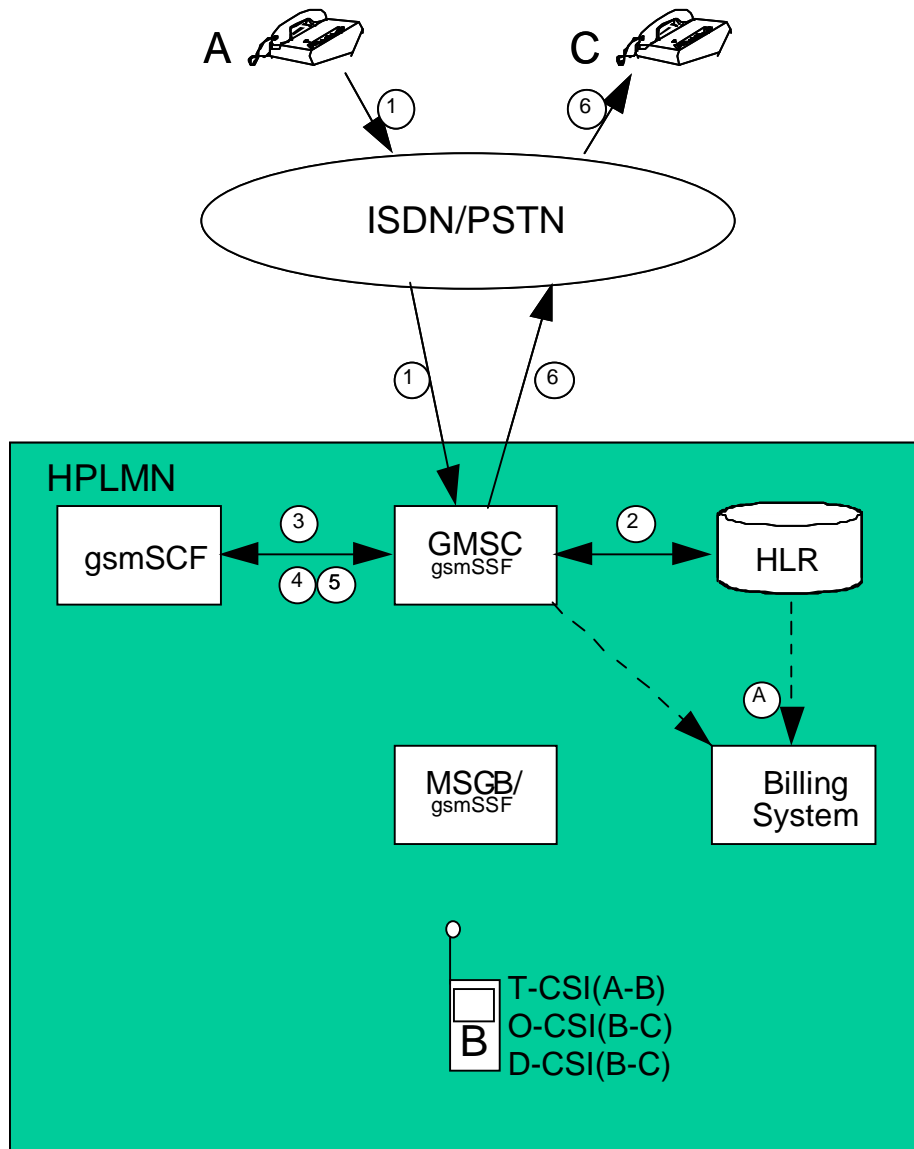 A
C
1
6
ISDN/PSTN
1
6
HPLMN
gsmSCF
3
4
5
GMSC
gsmSSF
2
HLR
A
MSCB/
gsmSSF
Billing
System
B
T-CSI(A-B)
O-CSI(B-C)
D-CSI(B-C)